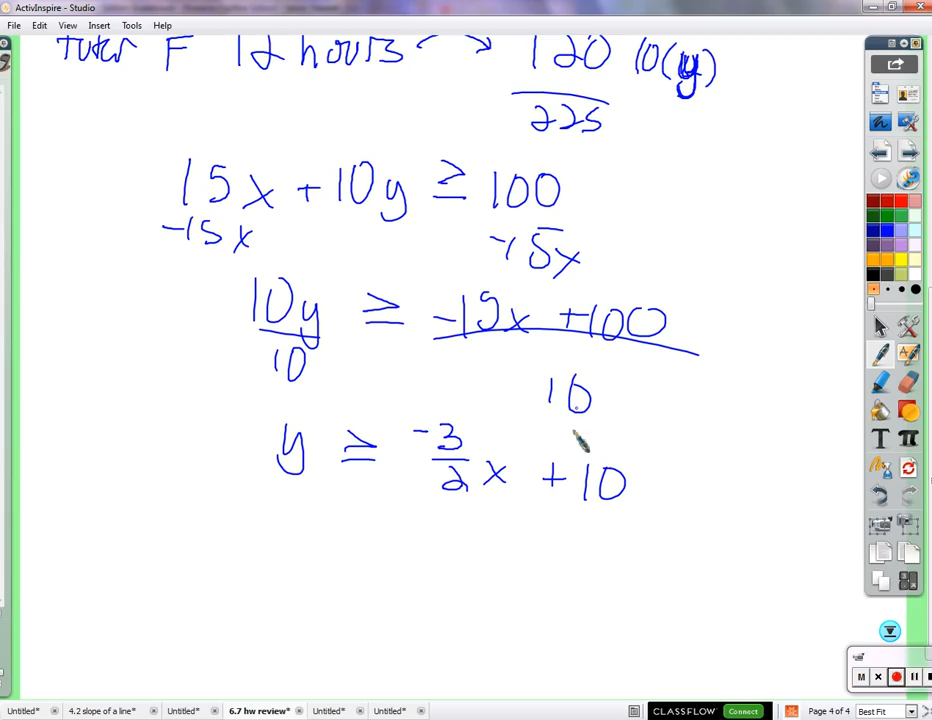 ActivInspire - Studio
File Edit View Insert Tools Help
Tutor F 12 hours → 120 10(y)
225
15x + 10y ≥ 100
-15x -15x
10y ≥ -15x +100
10 10
y ≥ -3/2 x +10
M
Untitled* 4.2 slope of a line* Untitled* 6.7 hw review* Untitled* Untitled*
CLASSFLOW Connect Page 4 of 4 Best Fit